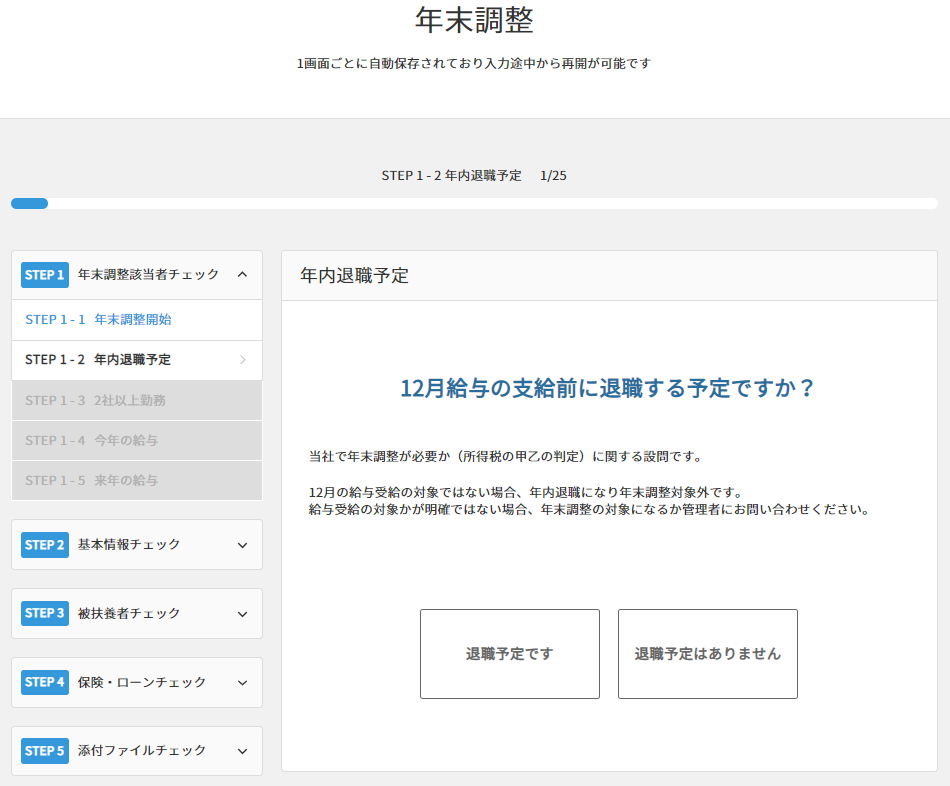 年末調整
1画面ごとに自動保存されており入力途中から再開が可能です
STEP 1 - 2 年内退職予定 1/25
STEP 1 年末調整該当者チェック
STEP 1 - 1 年末調整開始
STEP 1 - 2 年内退職予定
STEP 1 - 3 2社以上勤務
STEP 1 - 4 今年の給与
STEP 1 - 5 来年の給与
STEP 2 基本情報チェック
STEP 3 被扶養者チェック
STEP 4 保険・ローンチェック
STEP 5 添付ファイルチェック
年内退職予定
12月給与の支給前に退職する予定ですか？
当社で年末調整が必要か（所得税の甲乙の判定）に関する設問です。
12月の給与受給の対象ではない場合、年内退職になり年末調整対象外です。
給与受給の対象かが明確ではない場合、年末調整の対象になるか管理者にお問い合わせください。
退職予定です
退職予定はありません